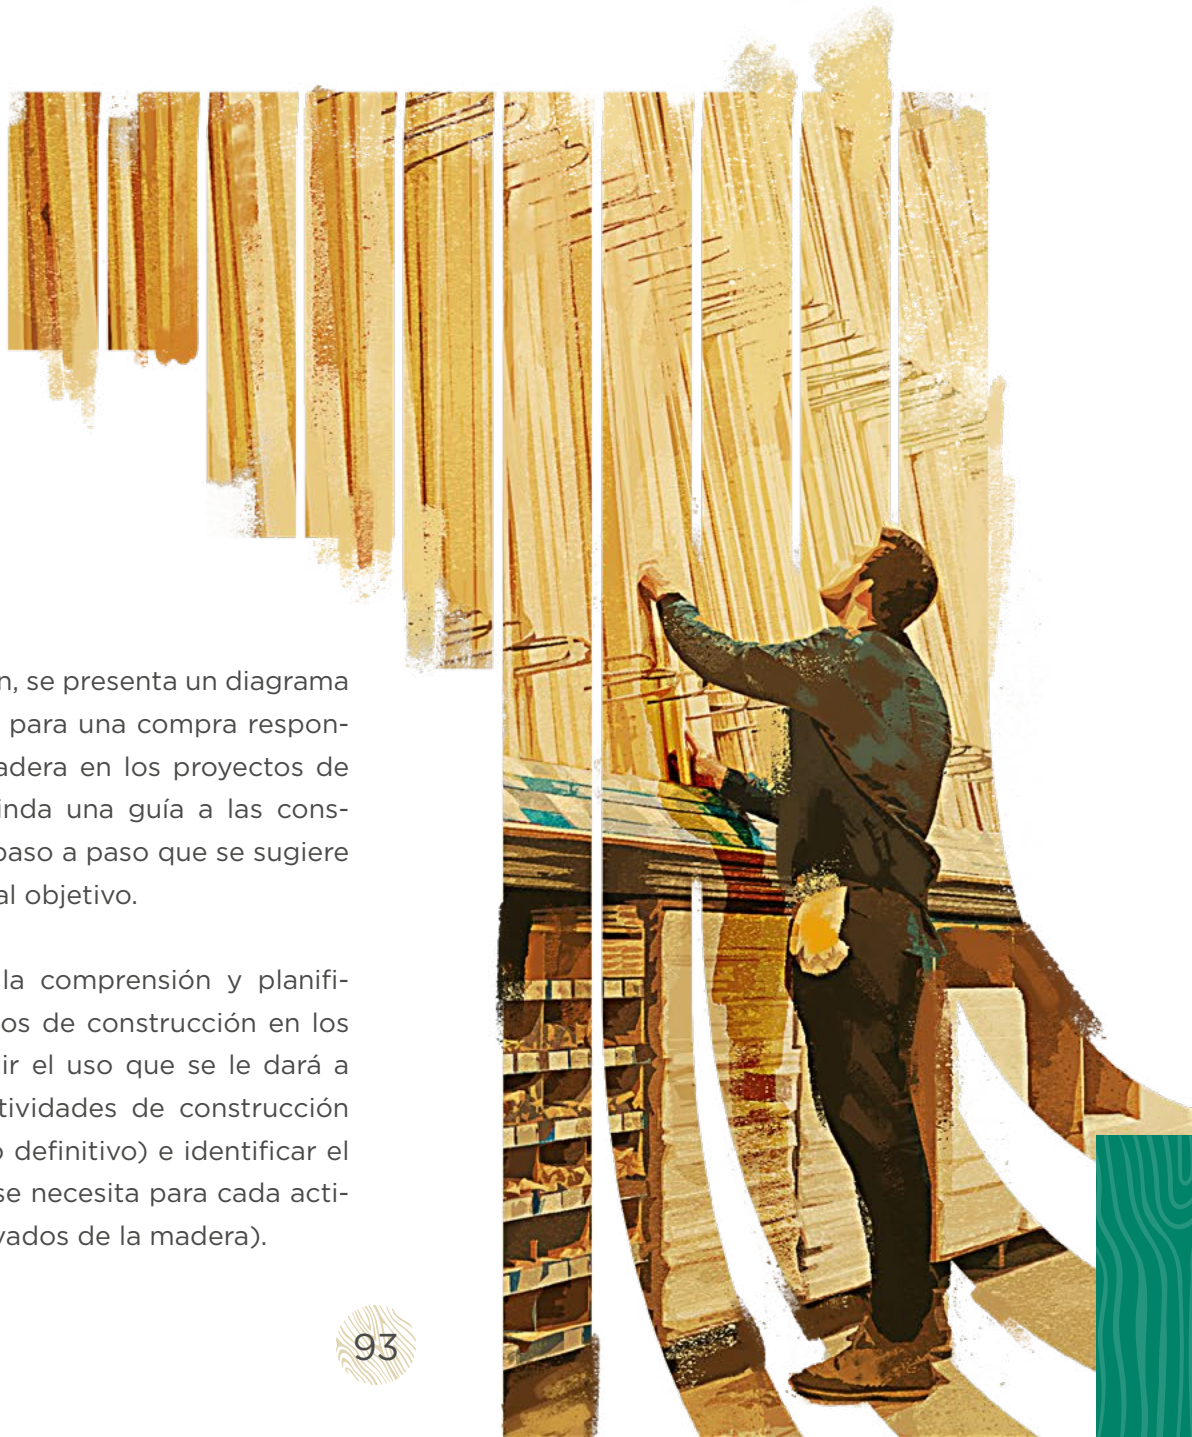 n, se presenta un diagrama
para una compra respon-
adera en los proyectos de
inda una guía a las cons-
paso a paso que se sugiere
al objetivo.
la comprensión y planifi-
os de construcción en los
ir el uso que se le dará a
tividades de construcción
o definitivo) e identificar el
se necesita para cada acti-
vados de la madera).
93